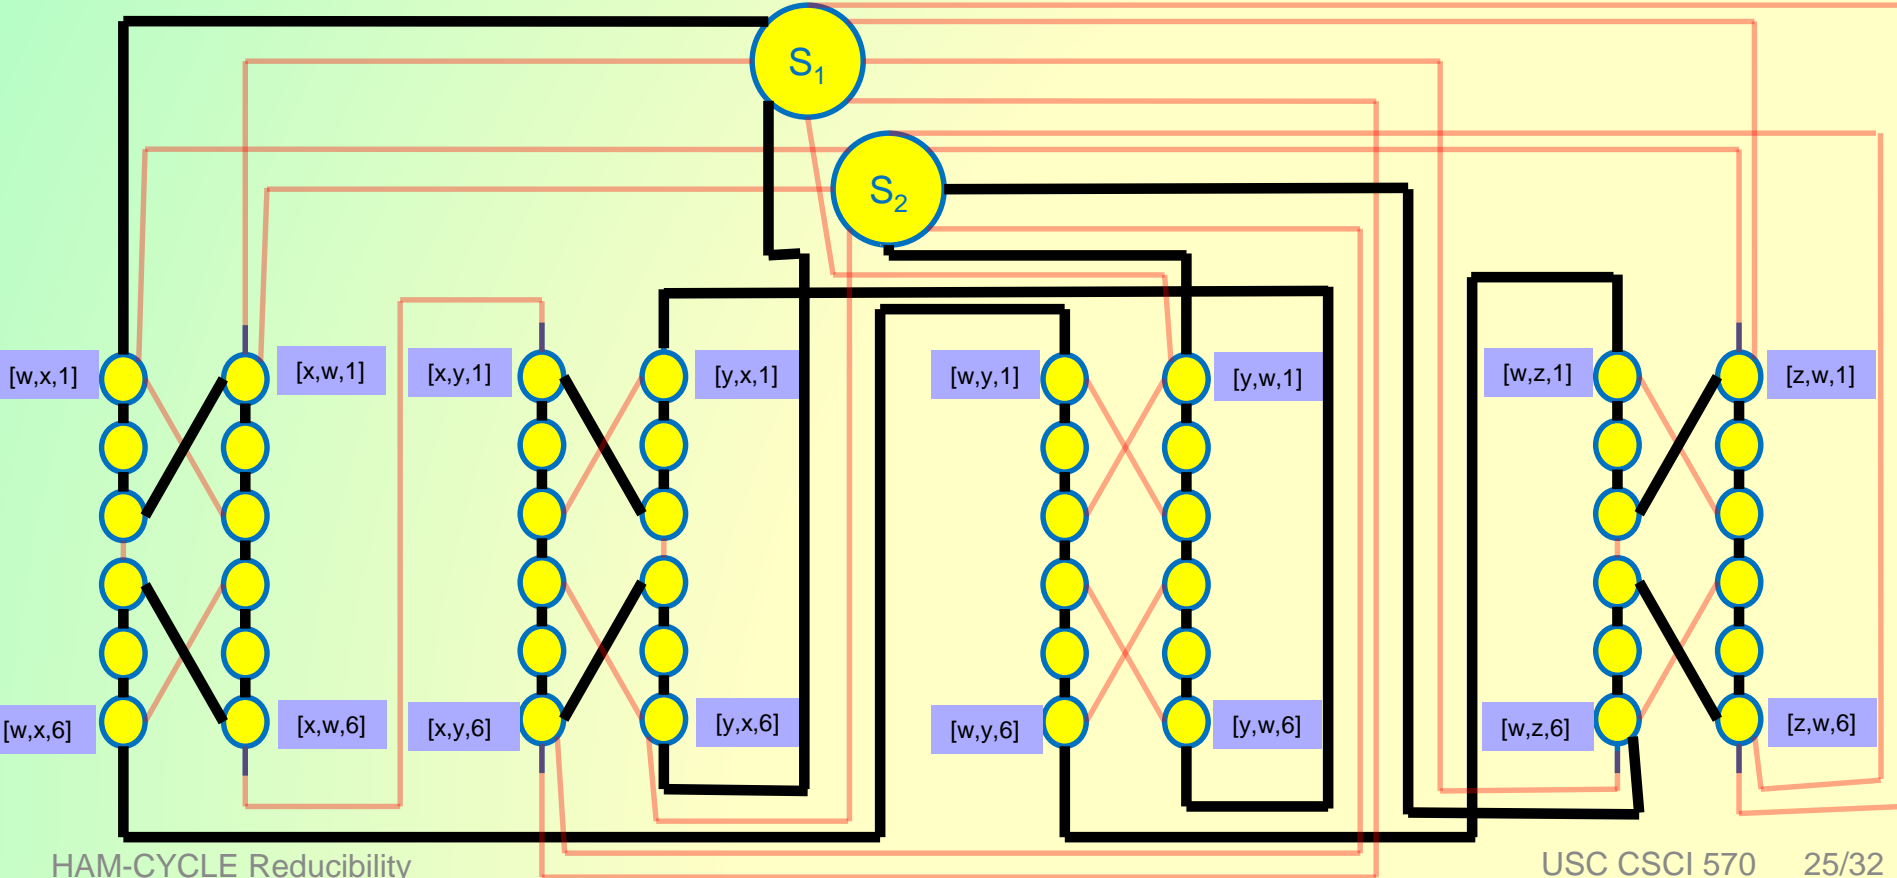 S1
S2
[w,x,1]
[x,w,1]
[x,y,1]
[y,x,1]
[w,y,1]
[y,w,1]
[w,z,1]
[z,w,1]
[w,x,6]
[x,w,6]
[x,y,6]
[y,x,6]
[w,y,6]
[y,w,6]
[w,z,6]
[z,w,6]
HAM-CYCLE Reducibility
USC CSCI 570 25/32